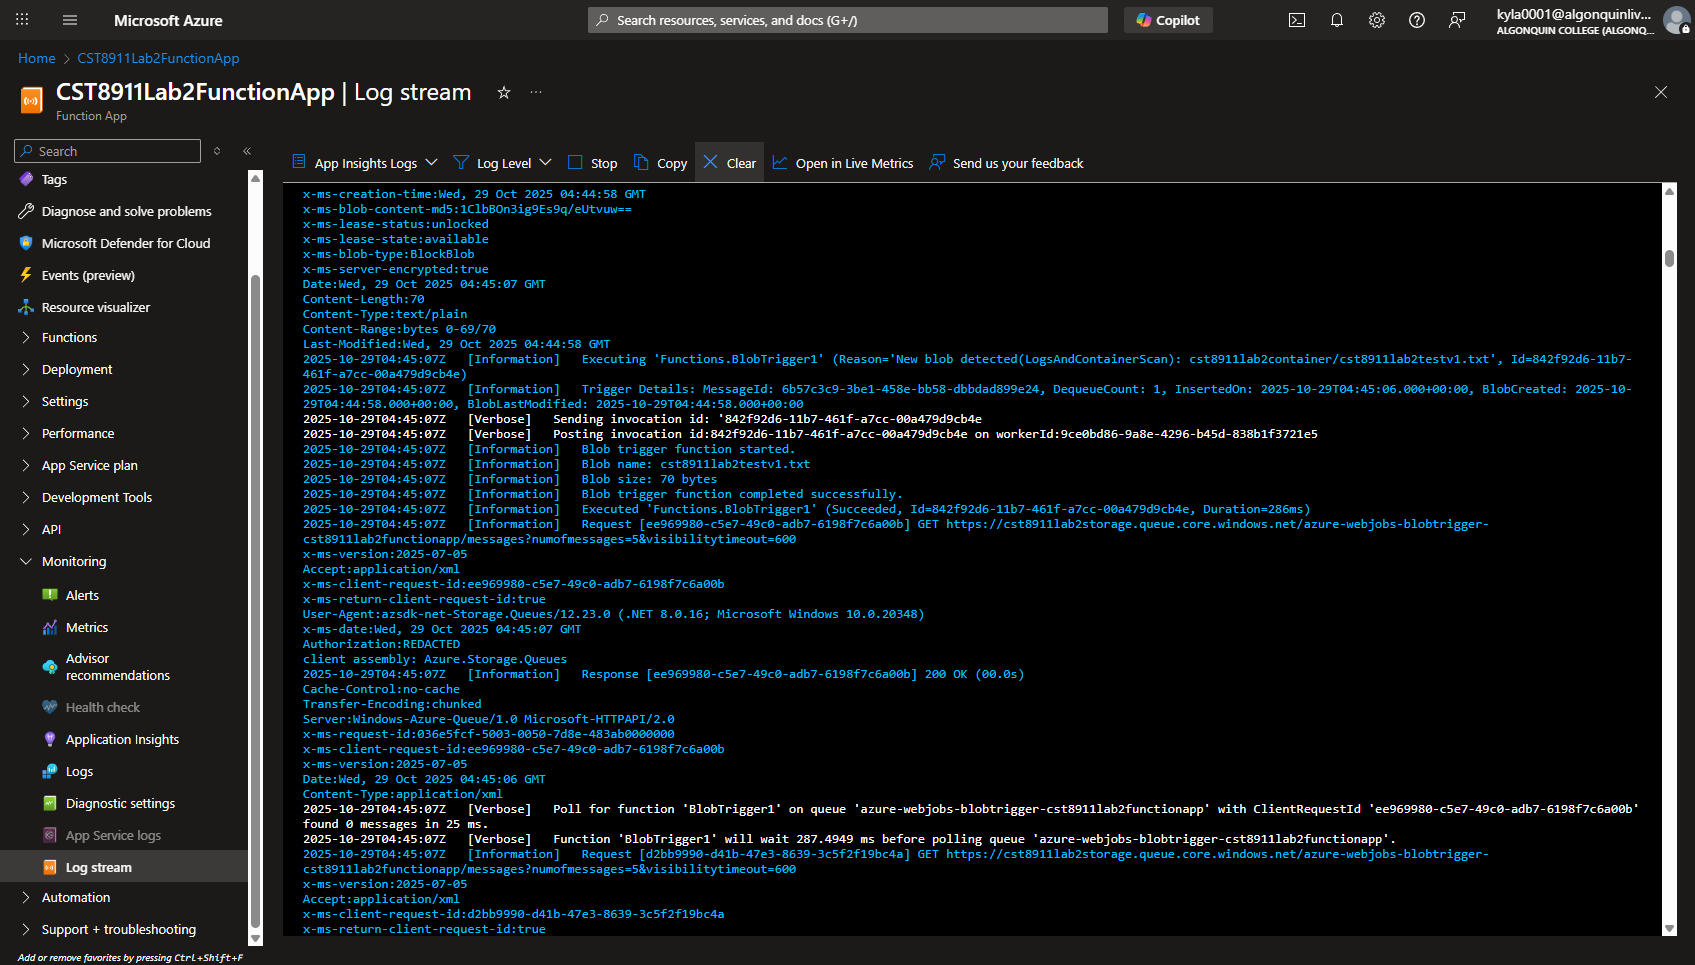 Microsoft Azure
Search resources, services, and docs (G+/)
Copilot
kyla0001@algonquinliv...
ALGONQUIN COLLEGE (ALGONQ...
Home > CST8911Lab2FunctionApp
CST8911Lab2FunctionApp | Log stream
Function App
Search
Tags
Diagnose and solve problems
Microsoft Defender for Cloud
Events (preview)
Resource visualizer
Functions
Deployment
Settings
Performance
App Service plan
Development Tools
API
Monitoring
Alerts
Metrics
Advisor
recommendations
Health check
Application Insights
Logs
Diagnostic settings
App Service logs
Log stream
Automation
Support + troubleshooting
Add or remove favorites by pressing Ctrl+Shift+F
App Insights Logs Log Level Stop Copy Clear Open in Live Metrics Send us your feedback
x-ms-creation-time:Wed, 29 Oct 2025 04:44:58 GMT
x-ms-blob-content-md5:1ClbBOn3ig9Es9q/eUtvuw==
x-ms-lease-status:unlocked
x-ms-lease-state:available
x-ms-blob-type:BlockBlob
x-ms-server-encrypted:true
Date:Wed, 29 Oct 2025 04:45:07 GMT
Content-Length:70
Content-Type:text/plain
Content-Range:bytes 0-69/70
Last-Modified:Wed, 29 Oct 2025 04:44:58 GMT
2025-10-29T04:45:07Z [Information] Executing 'Functions.BlobTrigger1' (Reason='New blob detected(LogsAndContainerScan): cst8911lab2container/cst8911lab2testv1.txt', Id=842f92d6-11b7-
461f-a7cc-00a479d9cb4e)
2025-10-29T04:45:07Z [Information] Trigger Details: MessageId: 6b57c3c9-3be1-458e-bb58-dbbdad899e24, DequeueCount: 1, InsertedOn: 2025-10-29T04:45:06.000+00:00, BlobCreated: 2025-10-
29T04:44:58.000+00:00, BlobLastModified: 2025-10-29T04:44:58.000+00:00
2025-10-29T04:45:07Z [Verbose] Sending invocation id: '842f92d6-11b7-461f-a7cc-00a479d9cb4e
2025-10-29T04:45:07Z [Verbose] Posting invocation id:842f92d6-11b7-461f-a7cc-00a479d9cb4e on workerId:9ce0bd86-9a8e-4296-b45d-838b1f3721e5
2025-10-29T04:45:07Z [Information] Blob trigger function started.
2025-10-29T04:45:07Z [Information] Blob name: cst8911lab2testv1.txt
2025-10-29T04:45:07Z [Information] Blob size: 70 bytes
2025-10-29T04:45:07Z [Information] Blob trigger function completed successfully.
2025-10-29T04:45:07Z [Information] Executed 'Functions.BlobTrigger1' (Succeeded, Id=842f92d6-11b7-461f-a7cc-00a479d9cb4e, Duration=286ms)
2025-10-29T04:45:07Z [Information] Request [ee969980-c5e7-49c0-adb7-6198f7c6a00b] GET https://cst8911lab2storage.queue.core.windows.net/azure-webjobs-blobtrigger-
cst8911lab2functionapp/messages?numofmessages=5&visibilitytimeout=600
x-ms-version:2025-07-05
Accept:application/xml
x-ms-client-request-id:ee969980-c5e7-49c0-adb7-6198f7c6a00b
x-ms-return-client-request-id:true
User-Agent:azsdk-net-Storage.Queues/12.23.0 (.NET 8.0.16; Microsoft Windows 10.0.20348)
x-ms-date:Wed, 29 Oct 2025 04:45:07 GMT
Authorization:REDACTED
client assembly: Azure.Storage.Queues
2025-10-29T04:45:07Z [Information] Response [ee969980-c5e7-49c0-adb7-6198f7c6a00b] 200 OK (00.0s)
Cache-Control:no-cache
Transfer-Encoding:chunked
Server:Windows-Azure-Queue/1.0 Microsoft-HTTPAPI/2.0
x-ms-request-id:036e5fcf-5003-0050-7d8e-483ab0000000
x-ms-client-request-id:ee969980-c5e7-49c0-adb7-6198f7c6a00b
x-ms-version:2025-07-05
Date:Wed, 29 Oct 2025 04:45:06 GMT
Content-Type:application/xml
2025-10-29T04:45:07Z [Verbose] Poll for function 'BlobTrigger1' on queue 'azure-webjobs-blobtrigger-cst8911lab2functionapp' with ClientRequestId 'ee969980-c5e7-49c0-adb7-6198f7c6a00b'
found 0 messages in 25 ms.
2025-10-29T04:45:07Z [Verbose] Function 'BlobTrigger1' will wait 287.4949 ms before polling queue 'azure-webjobs-blobtrigger-cst8911lab2functionapp'.
2025-10-29T04:45:07Z [Information] Request [d2bb9990-d41b-47e3-8639-3c5f2f19bc4a] GET https://cst8911lab2storage.queue.core.windows.net/azure-webjobs-blobtrigger-
cst8911lab2functionapp/messages?numofmessages=5&visibilitytimeout=600
x-ms-version:2025-07-05
Accept:application/xml
x-ms-client-request-id:d2bb9990-d41b-47e3-8639-3c5f2f19bc4a
x-ms-return-client-request-id:true